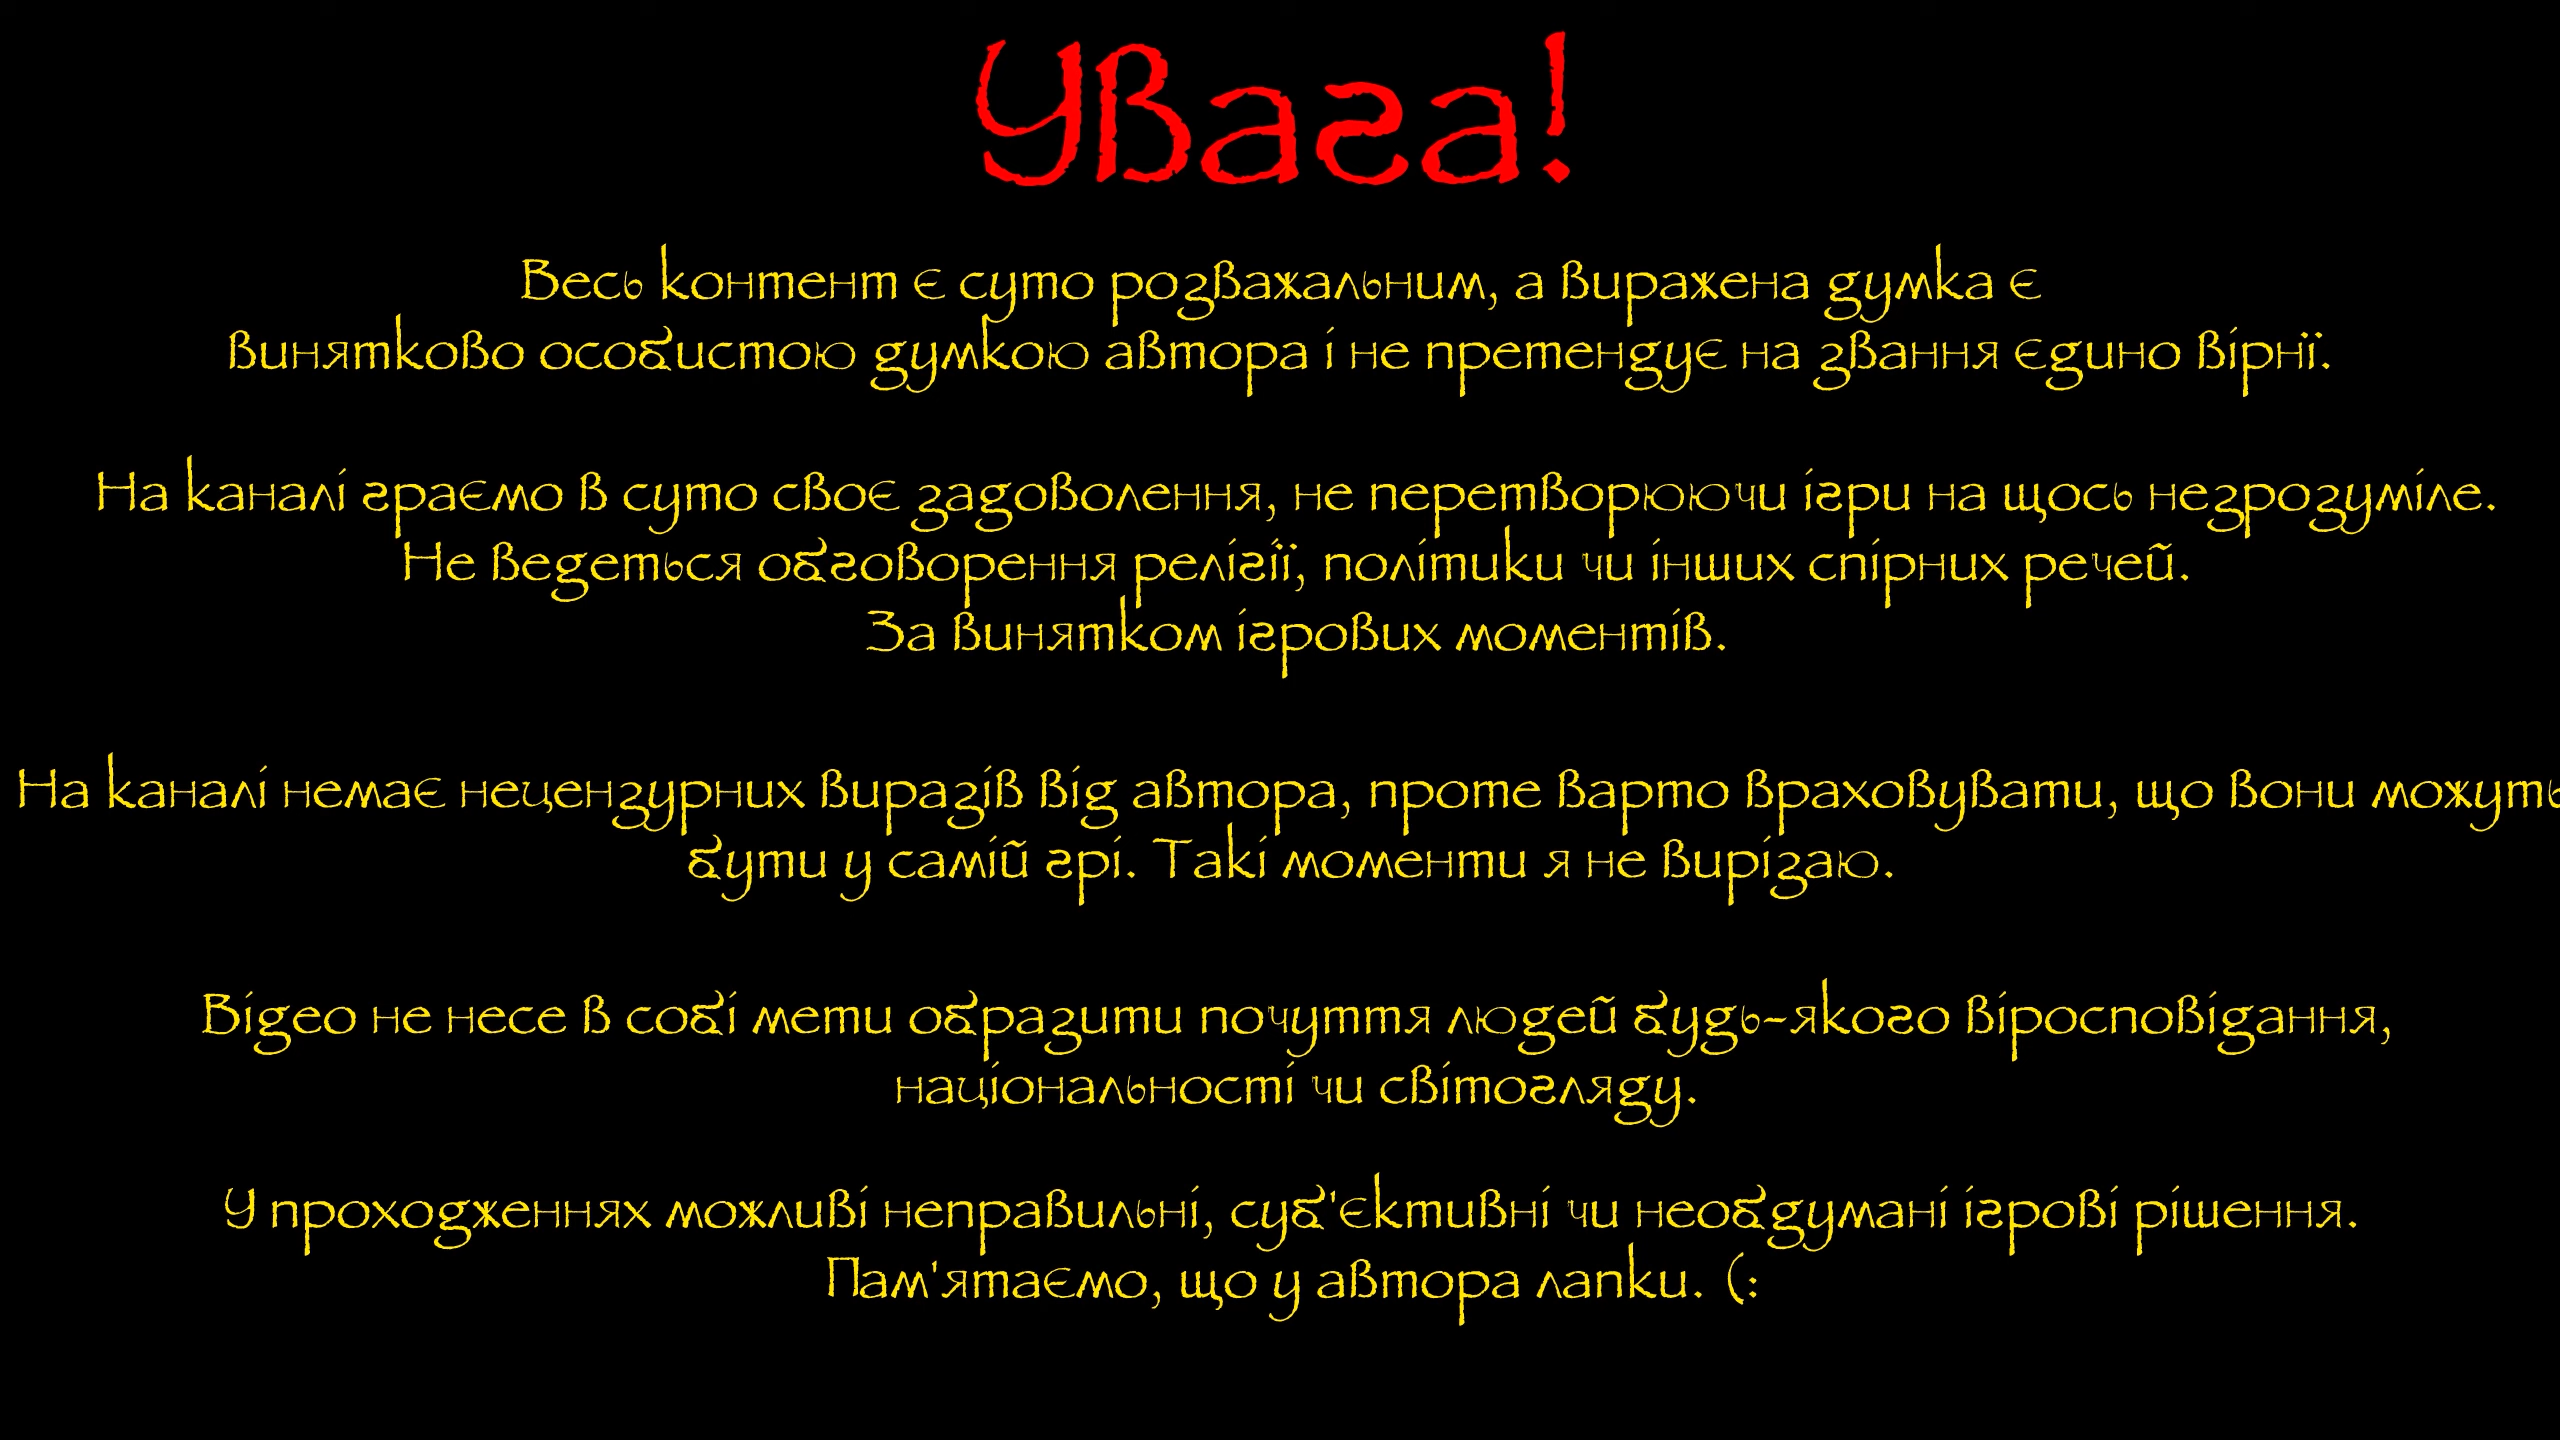 Увага!
Весь контент є суто розважальним, а виражена думка є
винятково особистою думкою автора і не претендує на звання єдино вірнї.
На каналі граємо в суто своє задоволення, не перетворюючи ігри на щось незрозуміле.
Не ведеться обговорення релігії, політики чи інших спірних речей.
За винятком ігрових моментів.
На каналі немає нецензурних виразів від автора, проте варто враховувати, що вони можуть
бути у самій грі. Такі моменти я не вирізаю.
Відео не несе в собі мети образити почуття людей будь-якого віросповідання,
національності чи світогляду.
У проходженнях можливі неправильні, суб'єктивні чи необдумані ігрові рішення.
Пам'ятаємо, що у автора лапки. (: